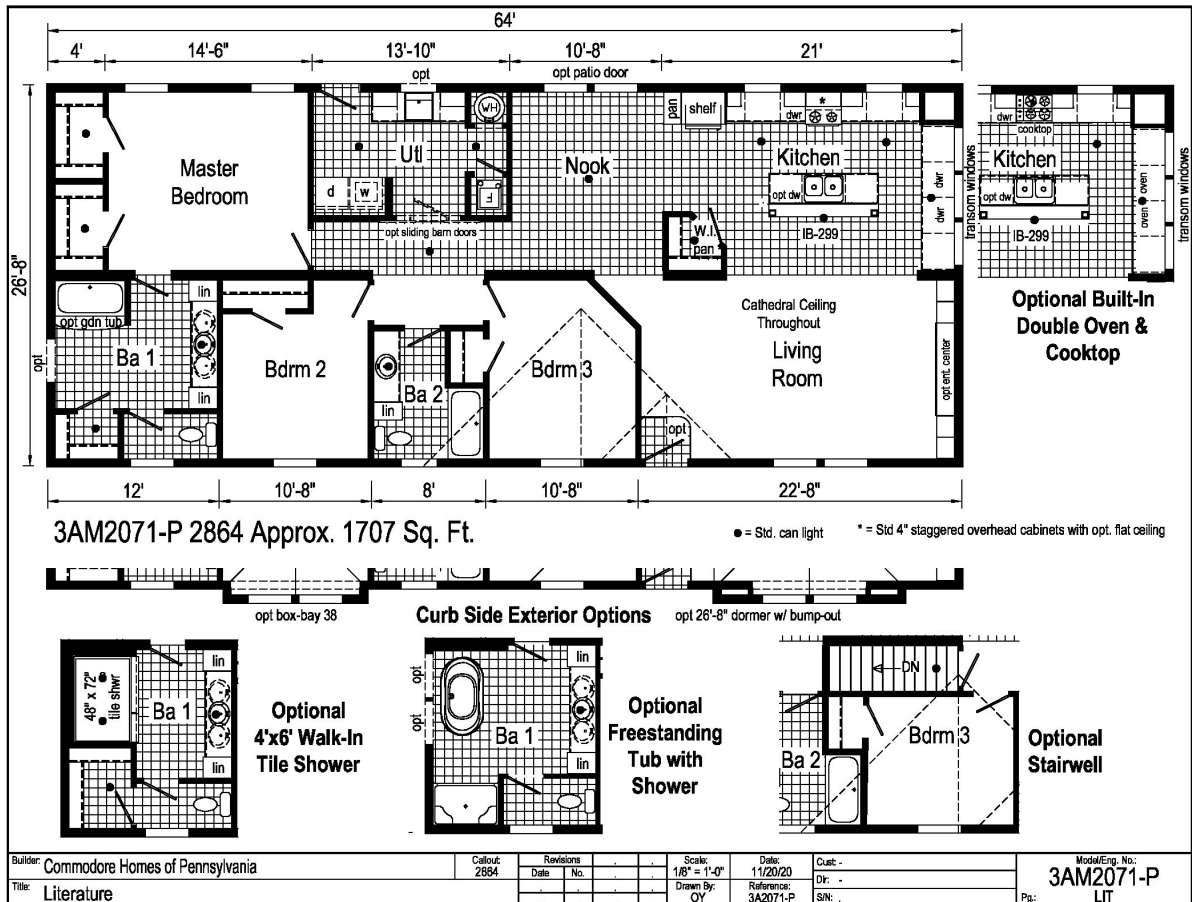 64'
4'
14'-6"
13'-10"
10'-8"
21'
opt
opt patio door
26'-8"
Master
Bedroom
Utl
WH
d
w
F
opt sliding barn doors
Nook
pan
shelf
dwr
*
dwr
Kitchen
opt dw
IB-299
W.I.
pan
dwr
dwr
transom windows
dwr
cooktop
Kitchen
opt dw
IB-299
oven
oven
transom windows
Optional Built-In
Double Oven &
Cooktop
opt gdn tub
opt
lin
Ba 1
lin
Bdrm 2
Ba 2
lin
Bdrm 3
Cathedral Ceiling
Throughout
Living
Room
opt ent. center
opt
12'
10'-8"
8'
10'-8"
22'-8"
3AM2071-P 2864 Approx. 1707 Sq. Ft.
● = Std. can light
* = Std 4" staggered overhead cabinets with opt. flat ceiling
opt box-bay 38
Curb Side Exterior Options
opt 26'-8" dormer w/ bump-out
48" x 72"
tile shwr
lin
Ba 1
lin
Optional
4'x6' Walk-In
Tile Shower
opt
opt
lin
Ba 1
lin
Optional
Freestanding
Tub with
Shower
DN
Ba 2
Bdrm 3
Optional
Stairwell
Builder: Commodore Homes of Pennsylvania
Title: Literature
Callout:
2864
Revisions
Date No.
Scale:
1/8" = 1'-0"
Date:
11/20/20
Drawn By:
OY
Reference:
3A2071-P
Cust: -
Dlr: -
S/N: .
Model/Eng. No.:
3AM2071-P
Pg.: LIT